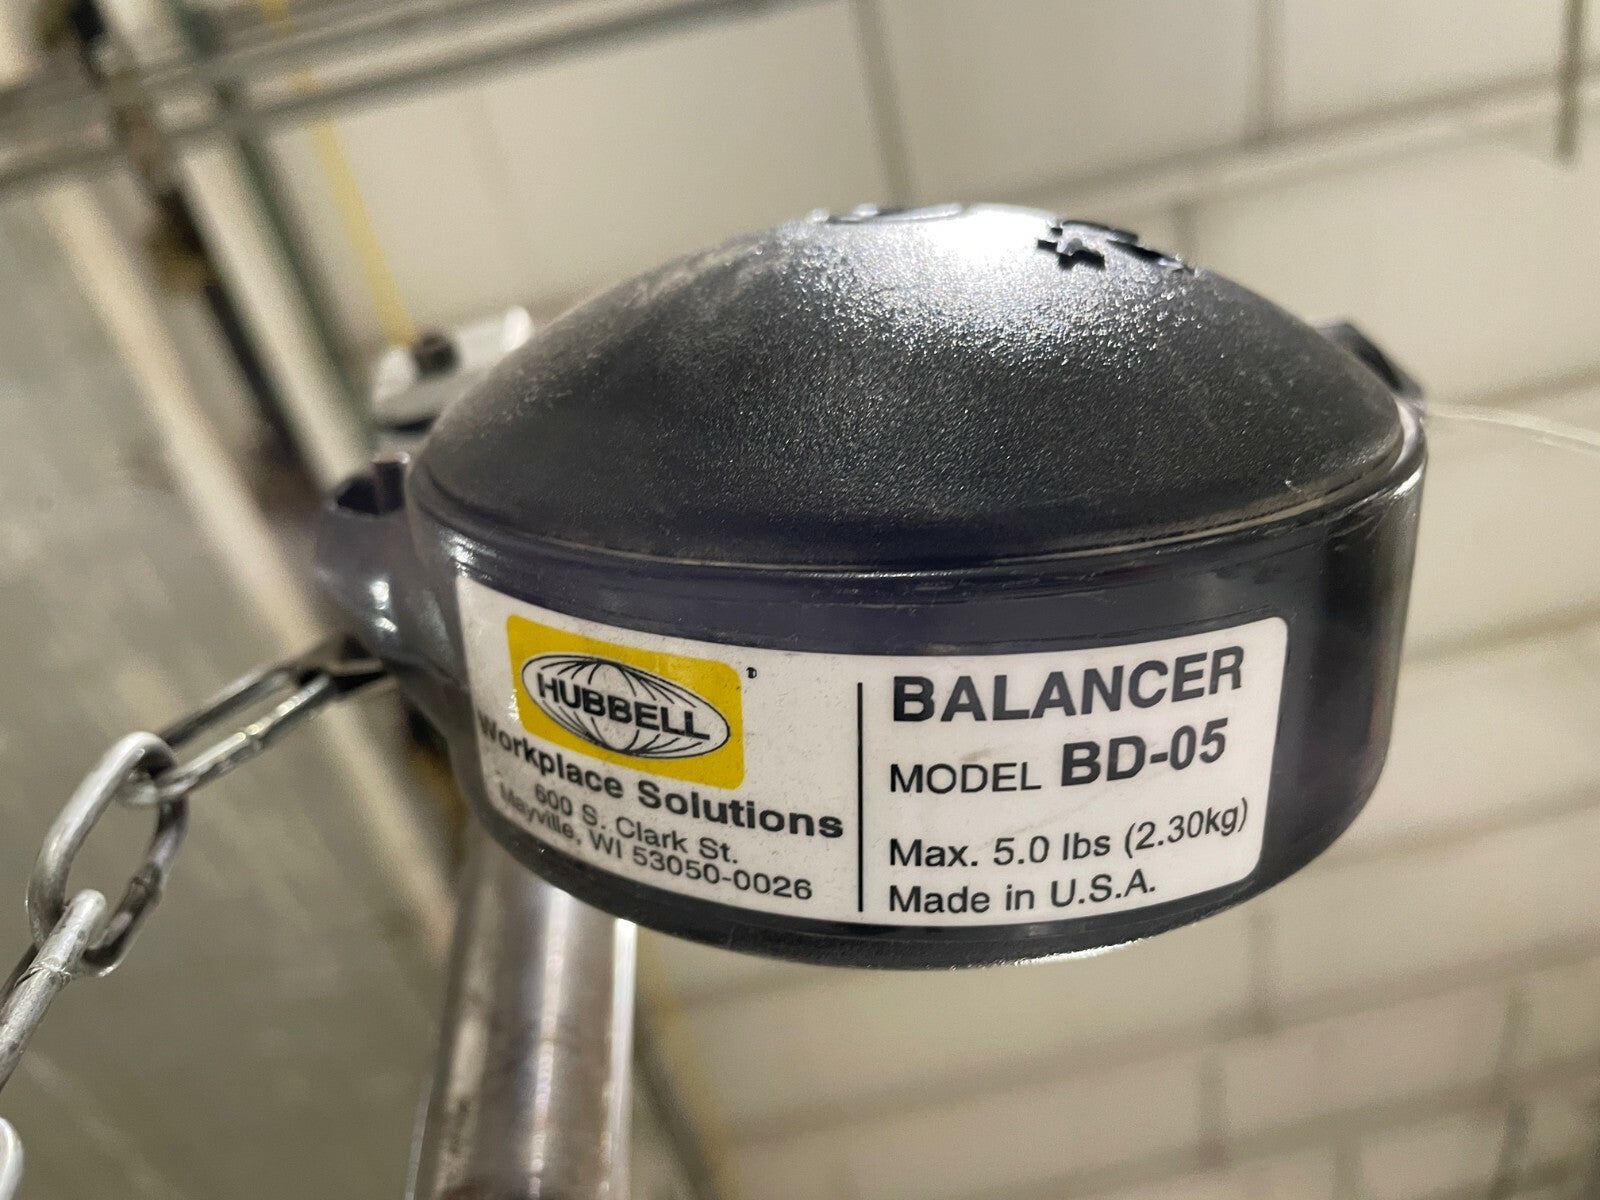 HUBBELL
Workplace Solutions
600 S. Clark St.
Mayville, WI 53050-0026
BALANCER
MODEL BD-05
Max. 5.0 lbs (2.30kg)
Made in U.S.A.